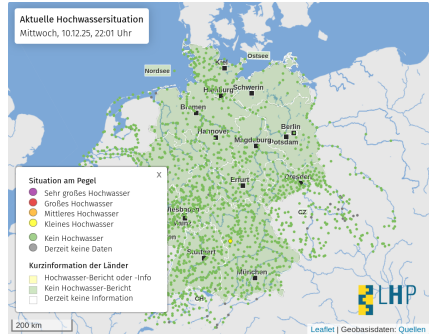 Aktuelle Hochwassersituation
Mittwoch, 10.12.25, 22:01 Uhr
Kiel
Ostsee
Nordsee
Hamburg
Schwerin
Bremen
Berlin
Hannover
Magdeburg
Potsdam
Erfurt
Dresden
Wiesbaden
Mainz
CZ
Stuttgart
München
CH
X
Situation am Pegel
Sehr großes Hochwasser
Großes Hochwasser
Mittleres Hochwasser
Kleines Hochwasser
Kein Hochwasser
Derzeit keine Daten
Kurzinformation der Länder
Hochwasser-Bericht oder -Info
Kein Hochwasser-Bericht
Derzeit keine Information
LHP
200 km
Leaflet | Geobasisdaten: Quellen